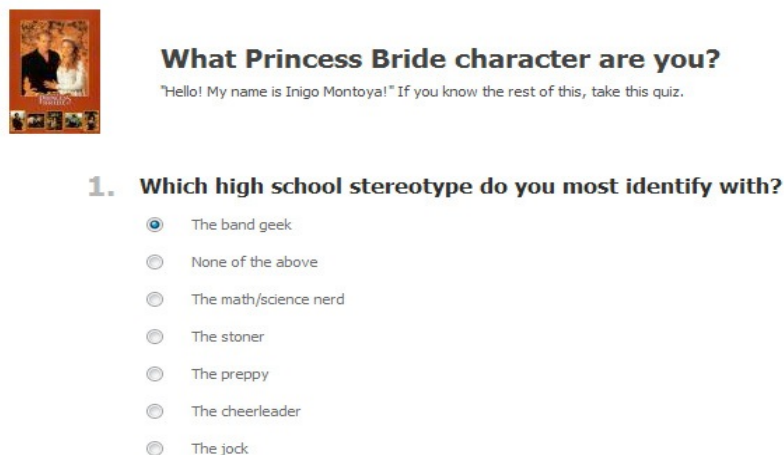 What Princess Bride character are you?
"Hello! My name is Inigo Montoya!" If you know the rest of this, take this quiz.
1. Which high school stereotype do you most identify with?
The band geek
None of the above
The math/science nerd
The stoner
The preppy
The cheerleader
The jock